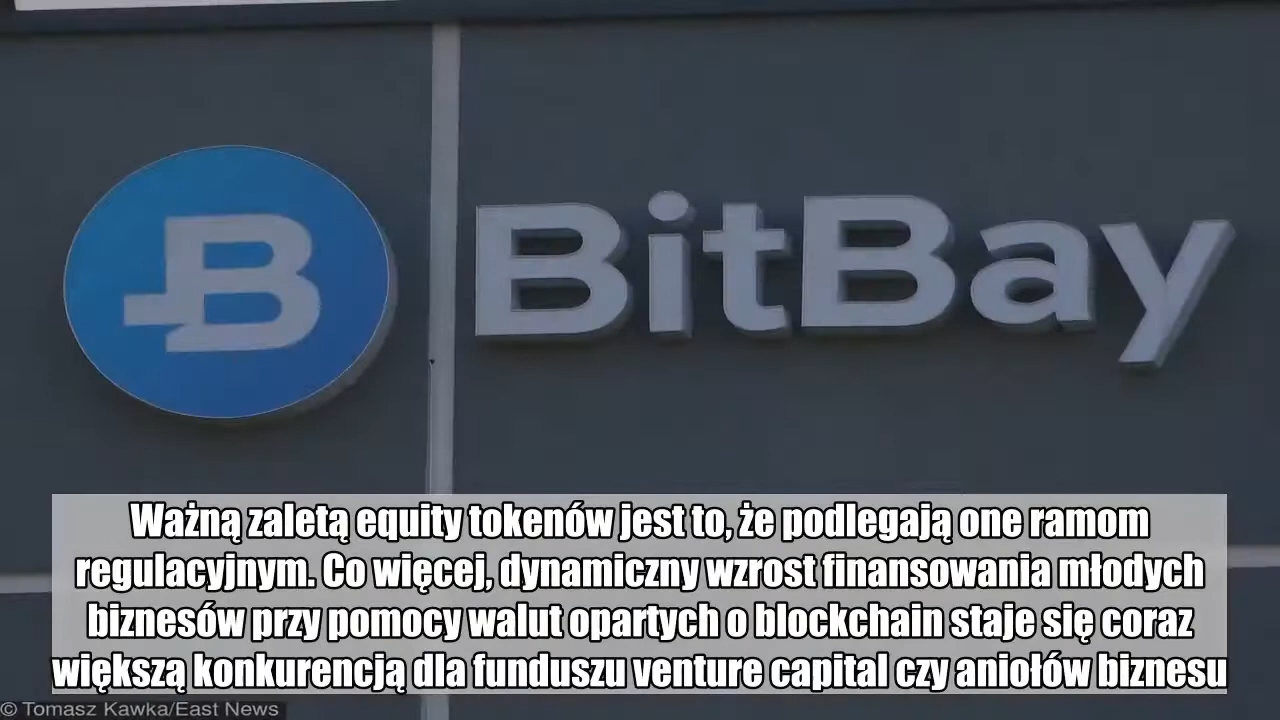 B BitBay
Ważną zaletą equity tokenów jest to, że podlegają one ramom
regulacyjnym. Co więcej, dynamiczny wzrost finansowania młodych
biznesów przy pomocy walut opartych o blockchain staje się coraz
większą konkurencją dla funduszu venture capital czy aniołów biznesu
© Tomasz Kawka/East News